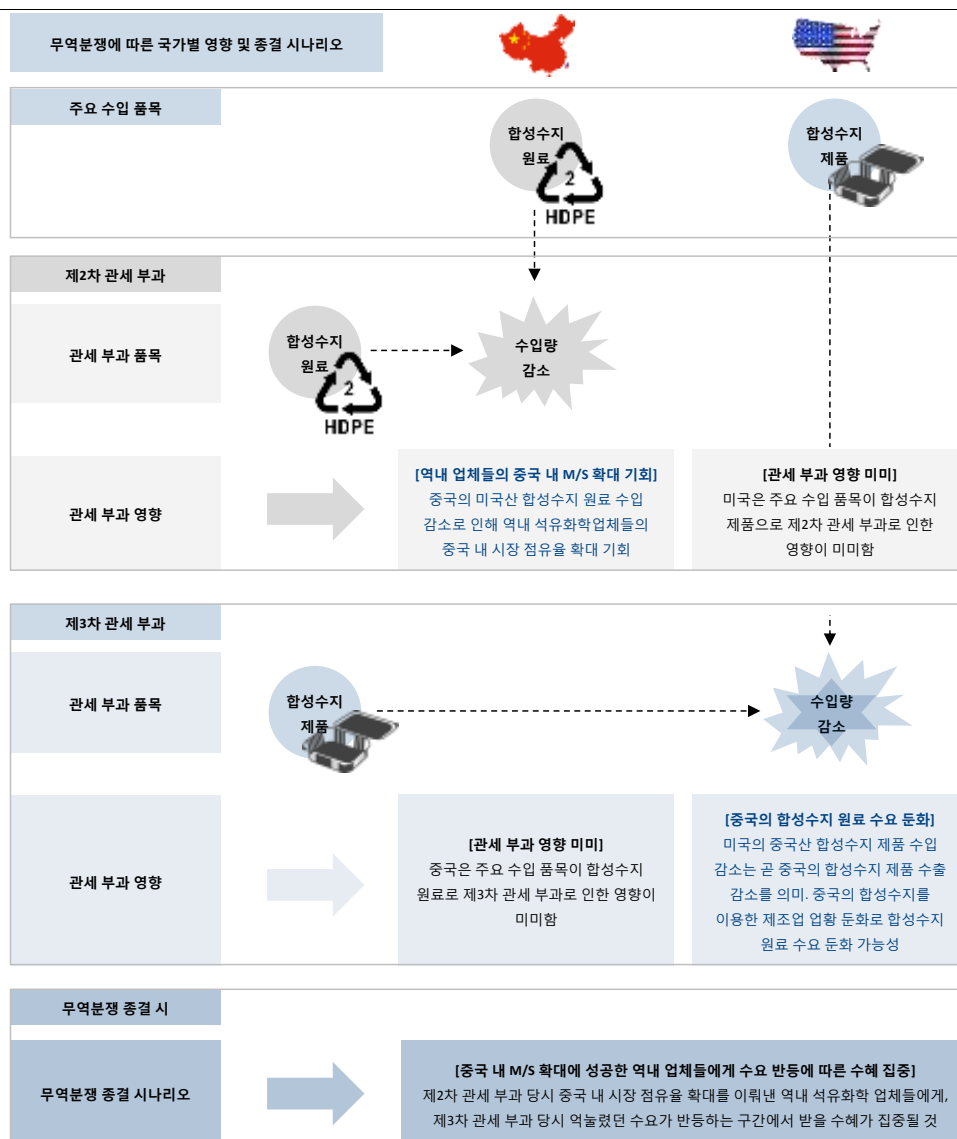 무역분쟁에 따른 국가별 영향 및 종결 시나리오
주요 수입 품목
합성수지
원료
2
HDPE
합성수지
제품
제2차 관세 부과
관세 부과 품목
합성수지
원료
2
HDPE
수입량
감소
관세 부과 영향
[역내 업체들의 중국 내 M/S 확대 기회]
중국의 미국산 합성수지 원료 수입
감소로 인해 역내 석유화학업체들의
중국 내 시장 점유율 확대 기회
[관세 부과 영향 미미]
미국은 주요 수입 품목이 합성수지
제품으로 제2차 관세 부과로 인한
영향이 미미함
제3차 관세 부과
관세 부과 품목
합성수지
제품
수입량
감소
관세 부과 영향
[관세 부과 영향 미미]
중국은 주요 수입 품목이 합성수지
원료로 제3차 관세 부과로 인한 영향이
미미함
[중국의 합성수지 원료 수요 둔화]
미국의 중국산 합성수지 제품 수입
감소는 곧 중국의 합성수지 제품 수출
감소를 의미. 중국의 합성수지를
이용한 제조업 업황 둔화로 합성수지
원료 수요 둔화 가능성
무역분쟁 종결 시
무역분쟁 종결 시나리오
[중국 내 M/S 확대에 성공한 역내 업체들에게 수요 반등에 따른 수혜 집중]
제2차 관세 부과 당시 중국 내 시장 점유율 확대를 이뤄낸 역내 석유화학 업체들에게,
제3차 관세 부과 당시 억눌렸던 수요가 반등하는 구간에서 받을 수혜가 집중될 것